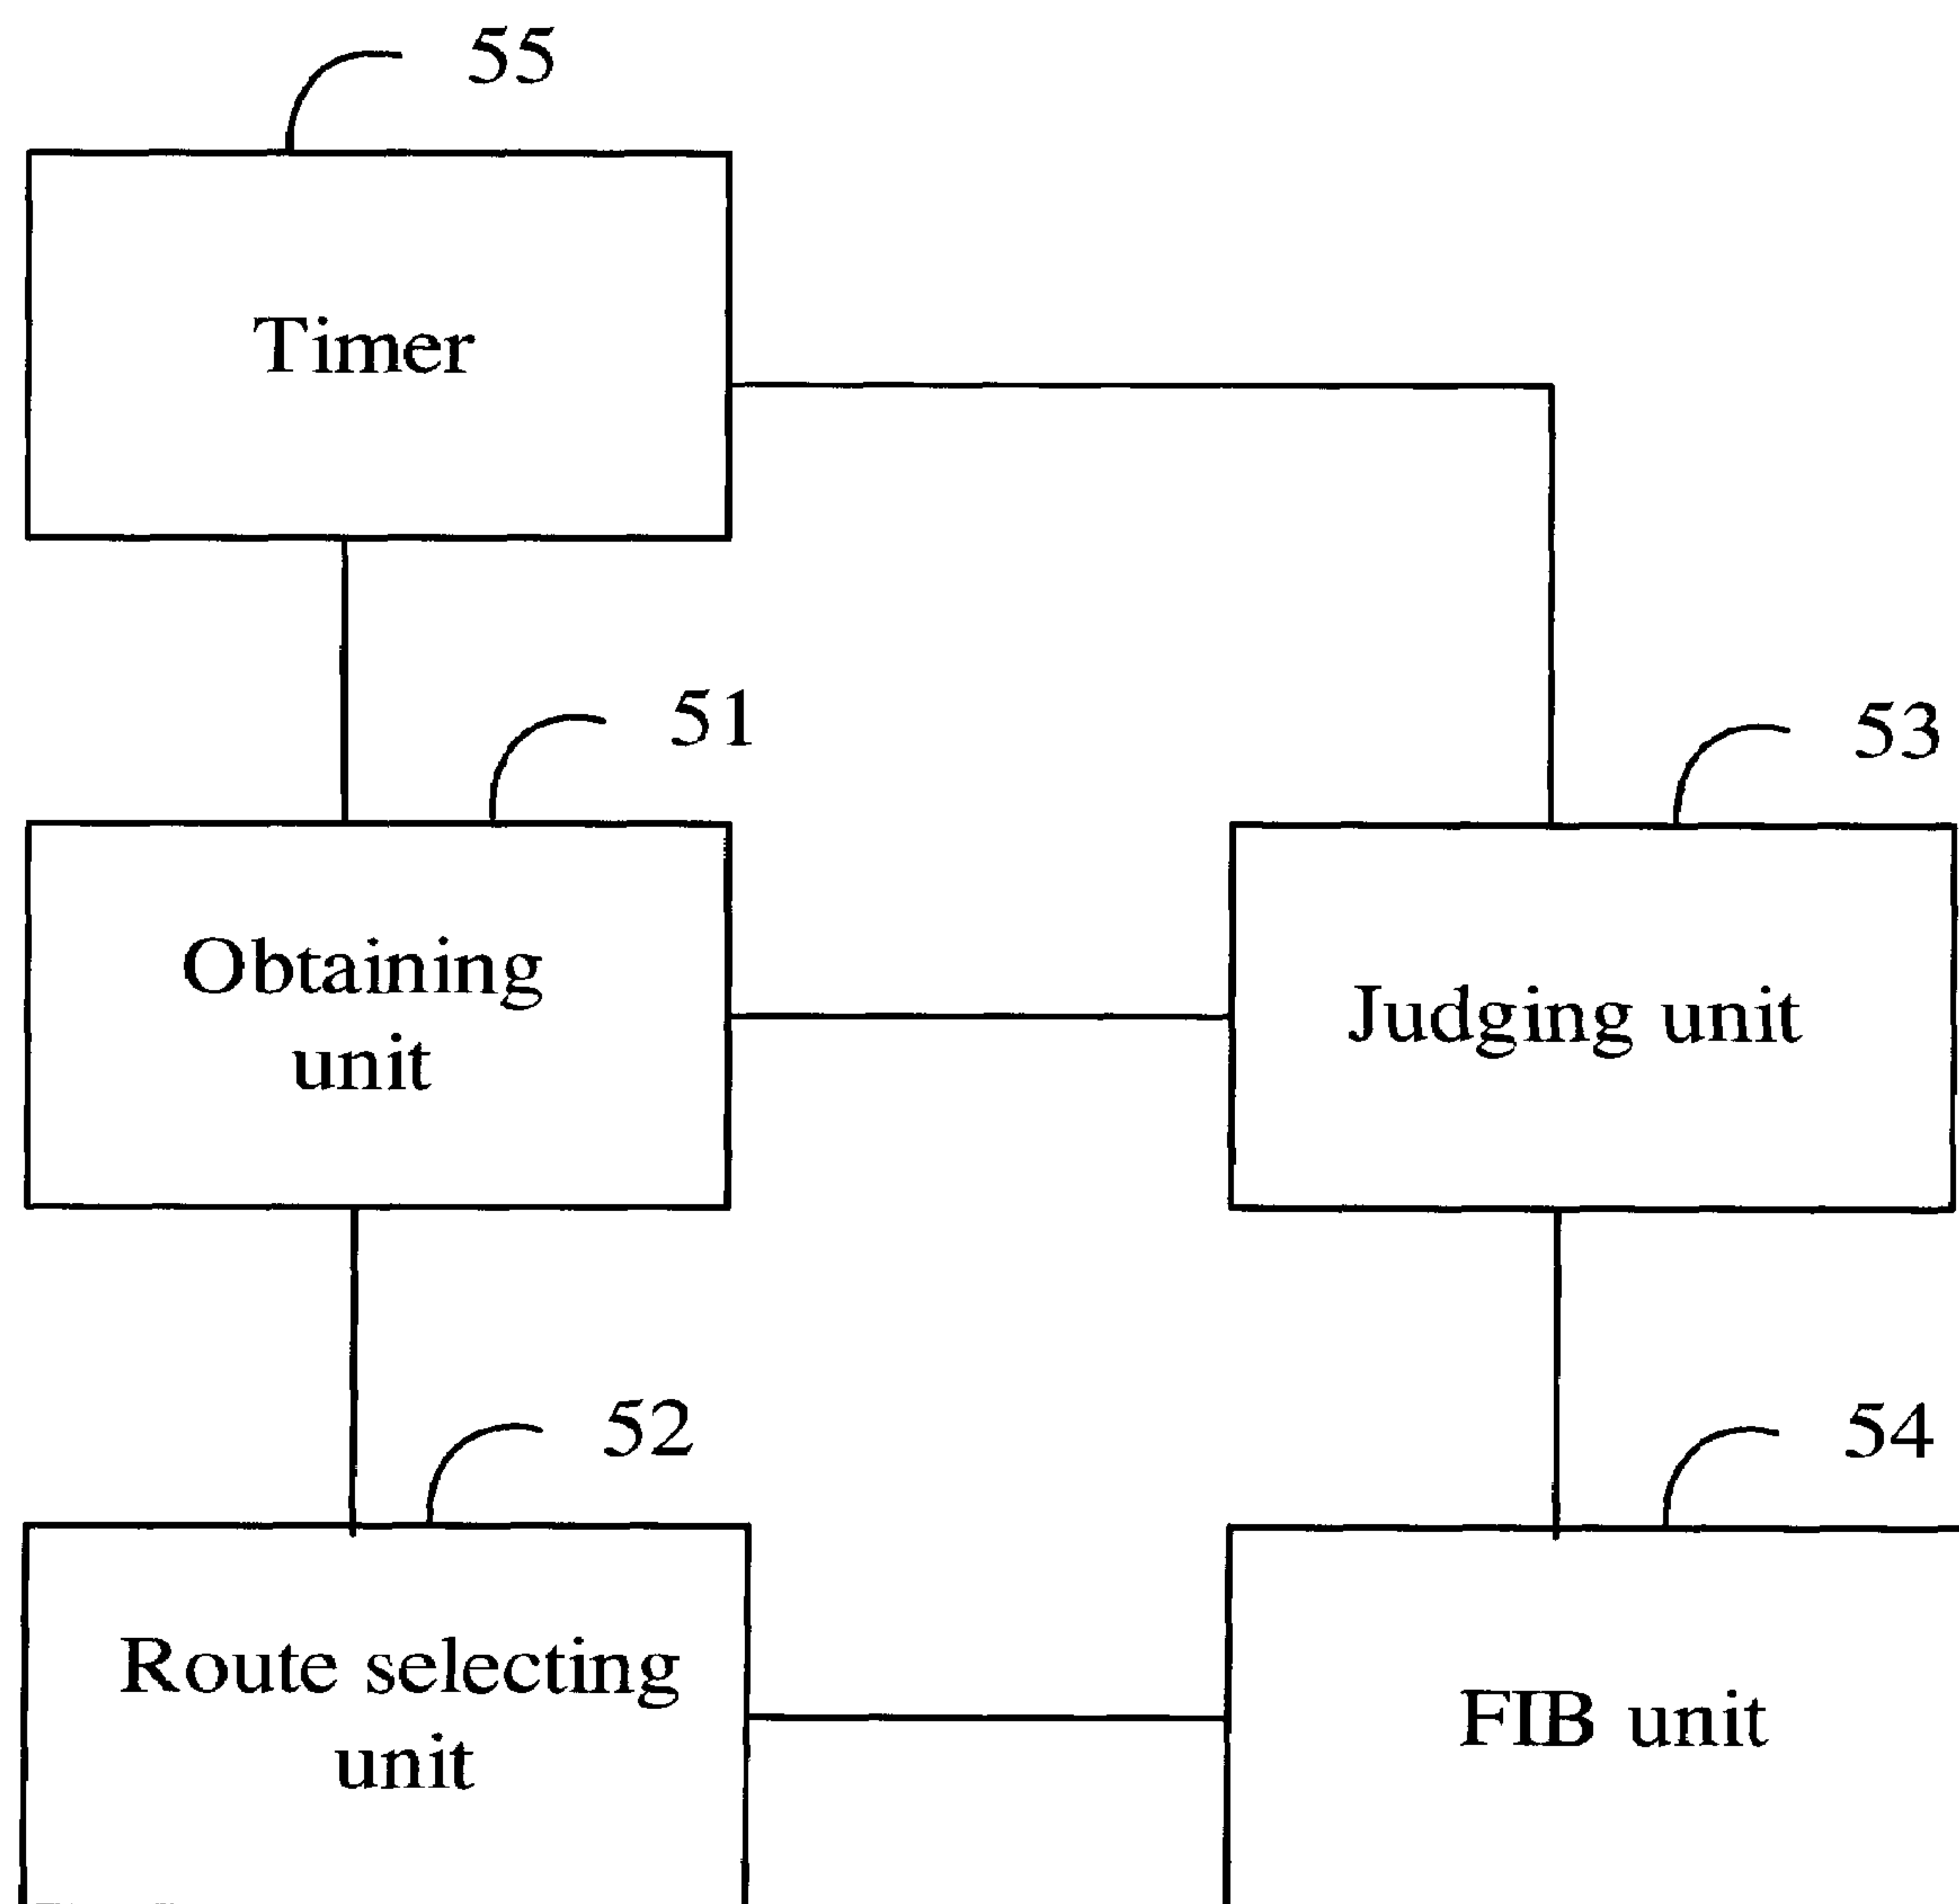 55
Timer
51
53
Obtaining
unit
Judging unit
52
54
Route selecting
unit
FIB unit